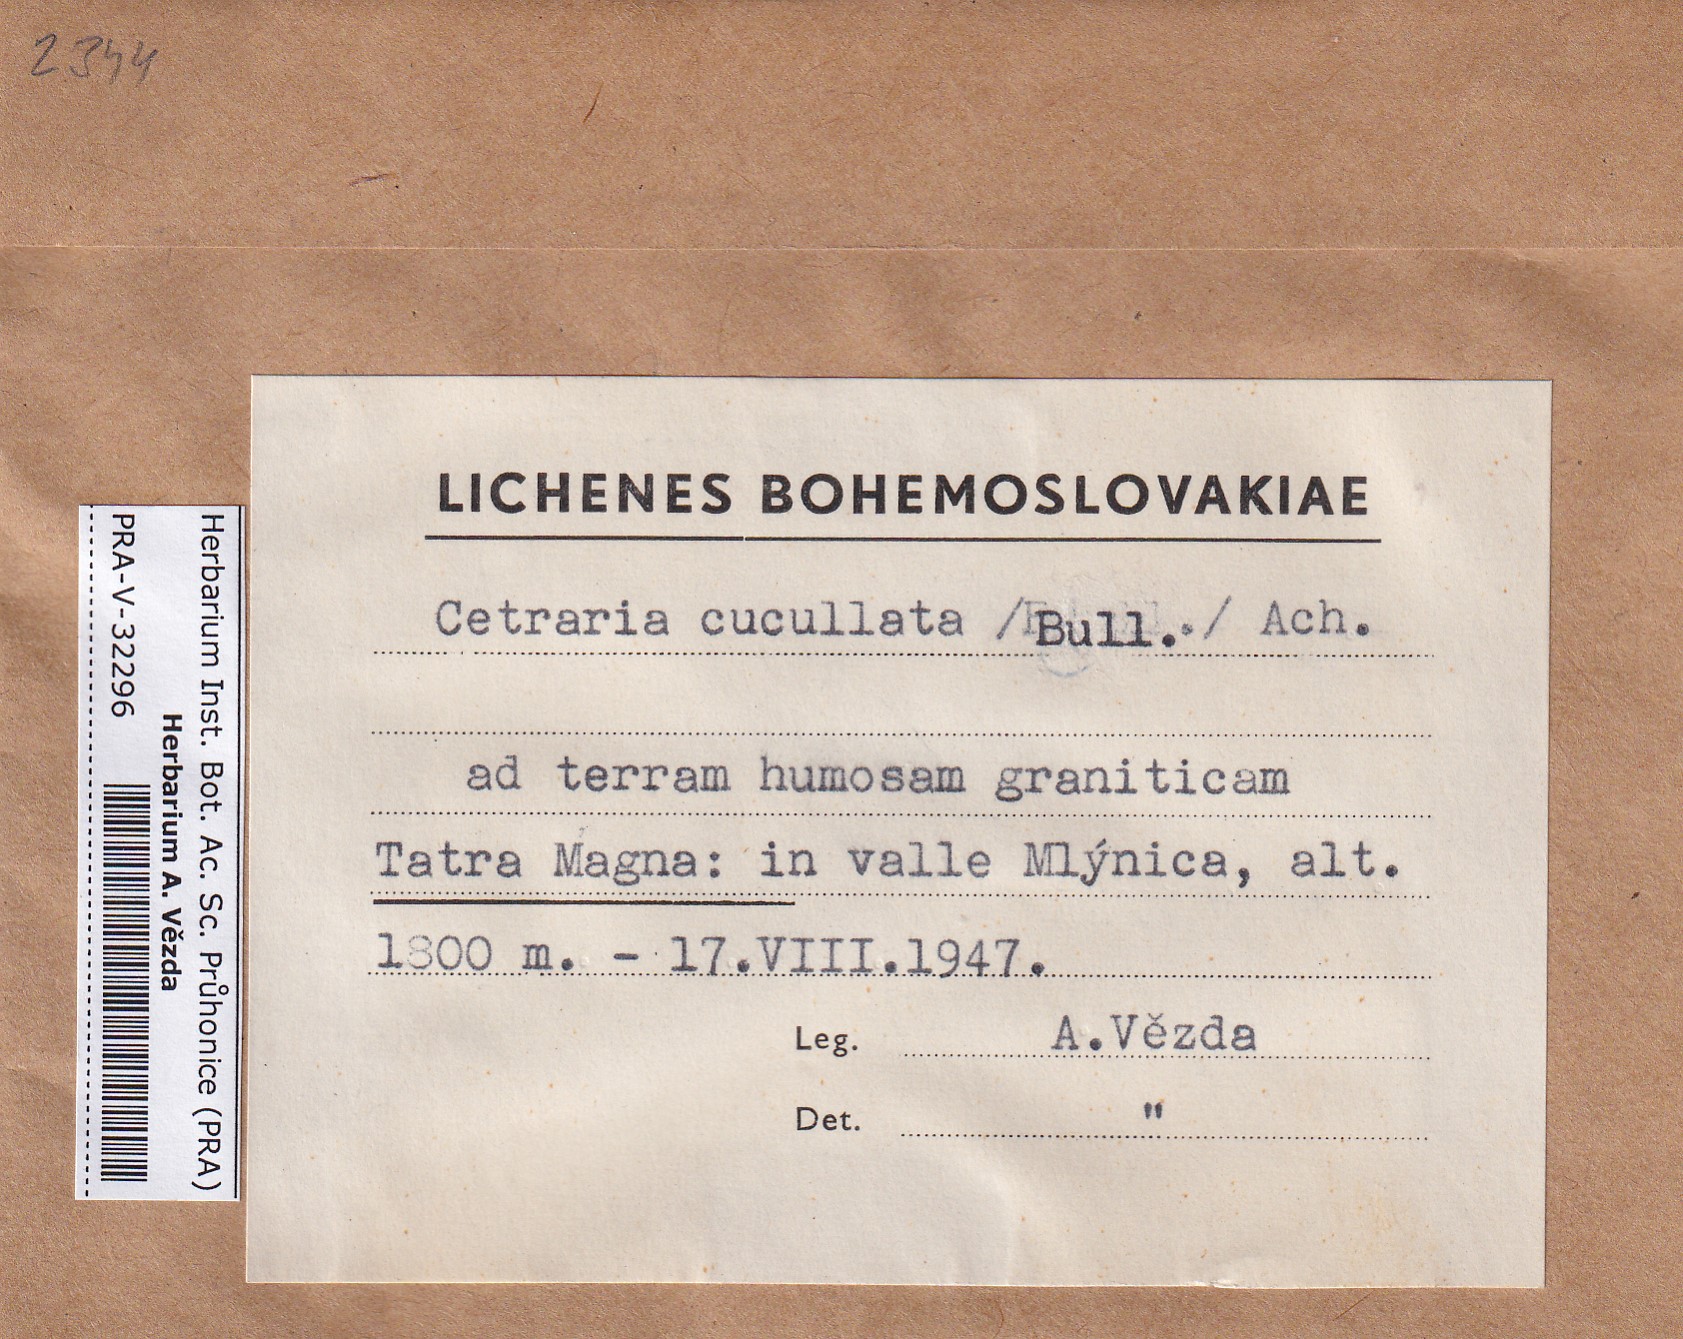 2344
LICHENES BOHEMOSLOVAKIAE
Cetraria cucullata /Bull./ Ach.
ad terram humosam graniticam
Tatra Magna: in valle Mlýnica, alt.
1800 m. - 17.VIII.1947.
Leg. A.Vězda
Det. "
Herbarium Inst. Bot. Ac. Sc. Průhonice (PRA)
Herbarium A. Vězda
PRA-V-32296